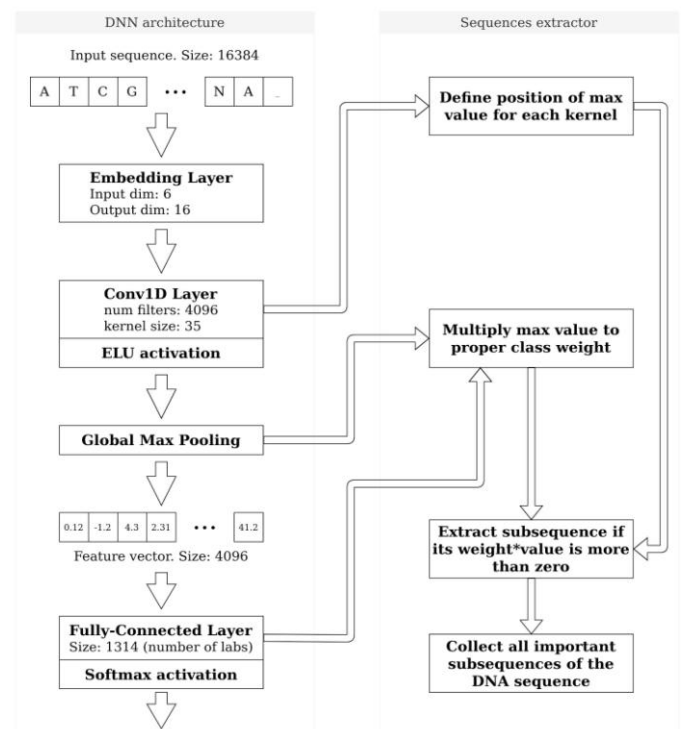 DNN architecture
Input sequence. Size: 16384
A T C G ••• N A _
Embedding Layer
Input dim: 6
Output dim: 16
Conv1D Layer
num filters: 4096
kernel size: 35
ELU activation
Global Max Pooling
0.12 -1.2 4.3 2.31 ••• 41.2
Feature vector. Size: 4096
Fully-Connected Layer
Size: 1314 (number of labs)
Softmax activation
Sequences extractor
Define position of max
value for each kernel
Multiply max value to
proper class weight
Extract subsequence if
its weight*value is more
than zero
Collect all important
subsequences of the
DNA sequence